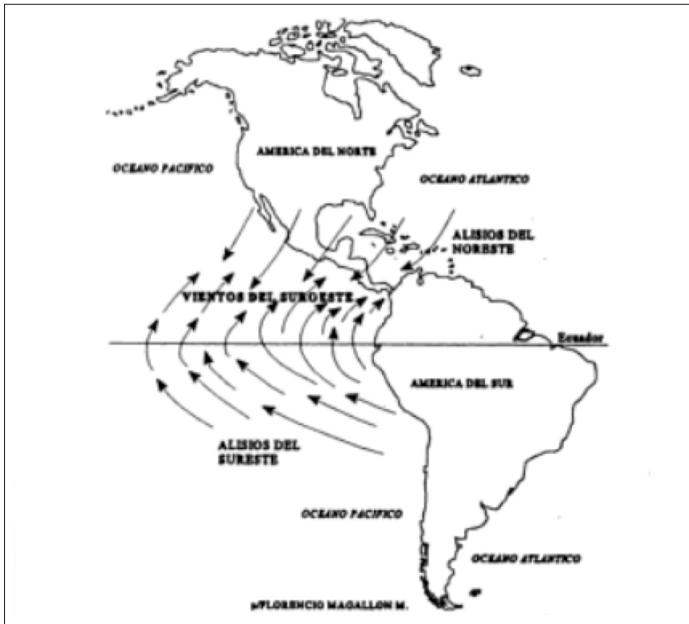 AMERICA DEL NORTE
OCEANO PACIFICO
OCEANO ATLANTICO
ALISIOS DEL
NORESTE
VIENTOS DEL SUROESTE
Ecuador
AMERICA DEL SUR
ALISIOS DEL
SURESTE
OCEANO PACIFICO
OCEANO ATLANTICO
FLORENCIO MAGALLON M.